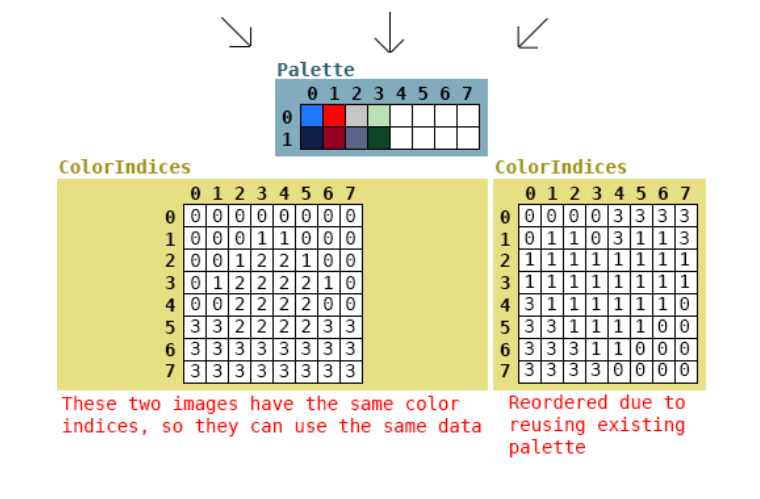 Palette
0 1 2 3 4 5 6 7
0
1
ColorIndices
0 1 2 3 4 5 6 7
0 0 0 0 0 0 0 0 0
1 0 0 0 1 1 0 0 0
2 0 0 1 2 2 1 0 0
3 0 1 2 2 2 2 1 0
4 0 0 2 2 2 2 0 0
5 3 3 2 2 2 2 3 3
6 3 3 3 3 3 3 3 3
7 3 3 3 3 3 3 3 3
These two images have the same color
indices, so they can use the same data
ColorIndices
0 1 2 3 4 5 6 7
0 0 0 0 0 3 3 3 3
1 0 1 1 0 3 1 1 3
2 1 1 1 1 1 1 1 1
3 1 1 1 1 1 1 1 1
4 3 1 1 1 1 1 1 0
5 3 3 1 1 1 1 0 0
6 3 3 3 1 1 0 0 0
7 3 3 3 3 0 0 0 0
Reordered due to
reusing existing
palette